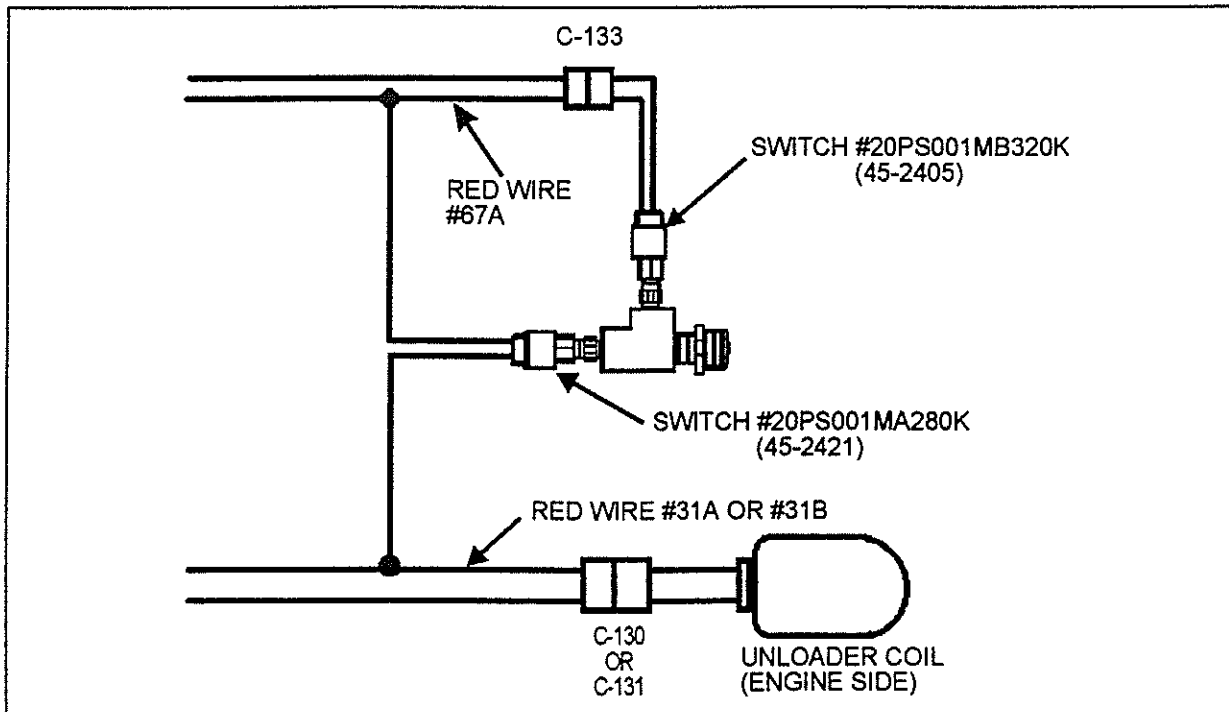 C-133
SWITCH #20PS001MB320K
(45-2405)
RED WIRE
#67A
SWITCH #20PS001MA280K
(45-2421)
RED WIRE #31A OR #31B
C-130
OR
C-131
UNLOADER COIL
(ENGINE SIDE)